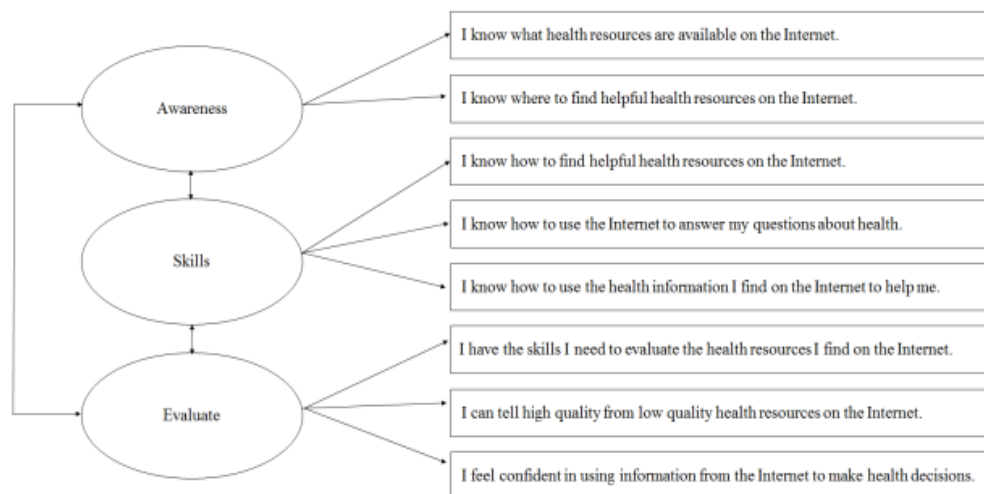 I know what health resources are available on the Internet.
Awareness
I know where to find helpful health resources on the Internet.
I know how to find helpful health resources on the Internet.
I know how to use the Internet to answer my questions about health.
Skills
I know how to use the health information I find on the Internet to help me.
I have the skills I need to evaluate the health resources I find on the Internet.
Evaluate
I can tell high quality from low quality health resources on the Internet.
I feel confident in using information from the Internet to make health decisions.